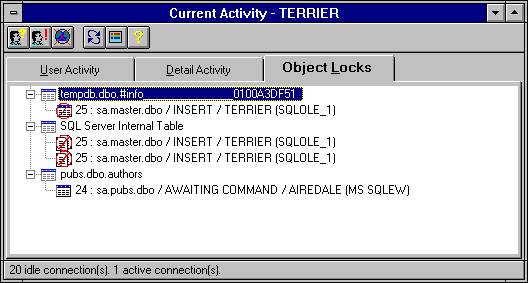 Current Activity - TERRIER
User Activity
Detail Activity
Object Locks
tempdb.dbo.#info____________________0100A3DF51
25 : sa.master.dbo / INSERT / TERRIER (SQLOLE_1)
SQL Server Internal Table
25 : sa.master.dbo / INSERT / TERRIER (SQLOLE_1)
25 : sa.master.dbo / INSERT / TERRIER (SQLOLE_1)
pubs.dbo.authors
24 : sa.pubs.dbo / AWAITING COMMAND / AIREDALE (MS SQLEW)
20 idle connection(s). 1 active connection(s).